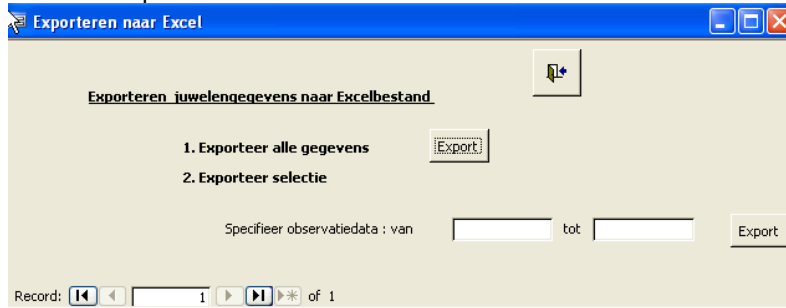 Exporteren naar Excel
Exporteren juwelengegevens naar Excelbestand
1. Exporteer alle gegevens Export
2. Exporteer selectie
Specifieer observatiedata : van tot Export
Record: 1 of 1